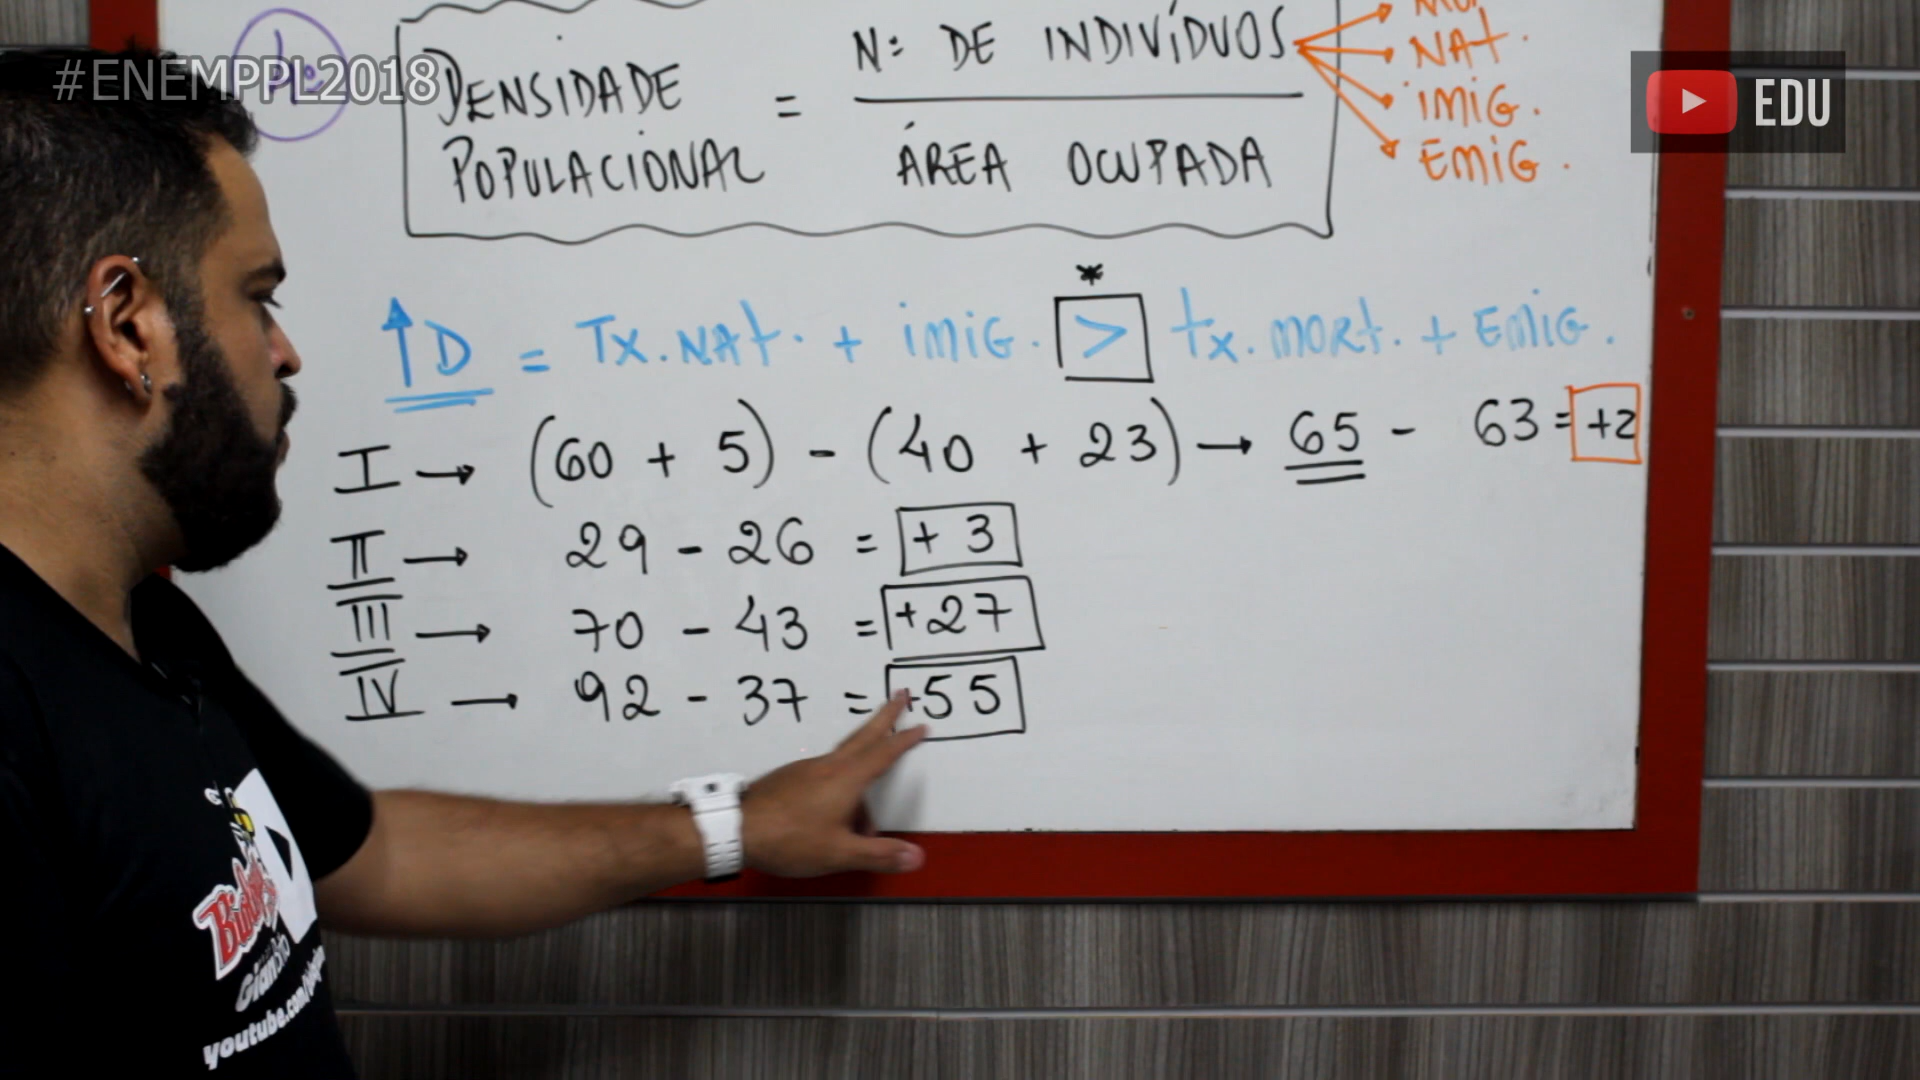 #ENEMPPL2018
DENSIDADE POPULACIONAL = Nº DE INDIVÍDUOS
ÁREA OCUPADA
NAT.
IMIG.
EMIG.
EDU
*
↑D = TX. NAT. + IMIG. > TX. MORT. + EMIG.
I → (60 + 5) - (40 + 23) → 65 - 63 = +2
II → 29 - 26 = + 3
III → 70 - 43 = +27
IV → 92 - 37 = +55
youtube.com/